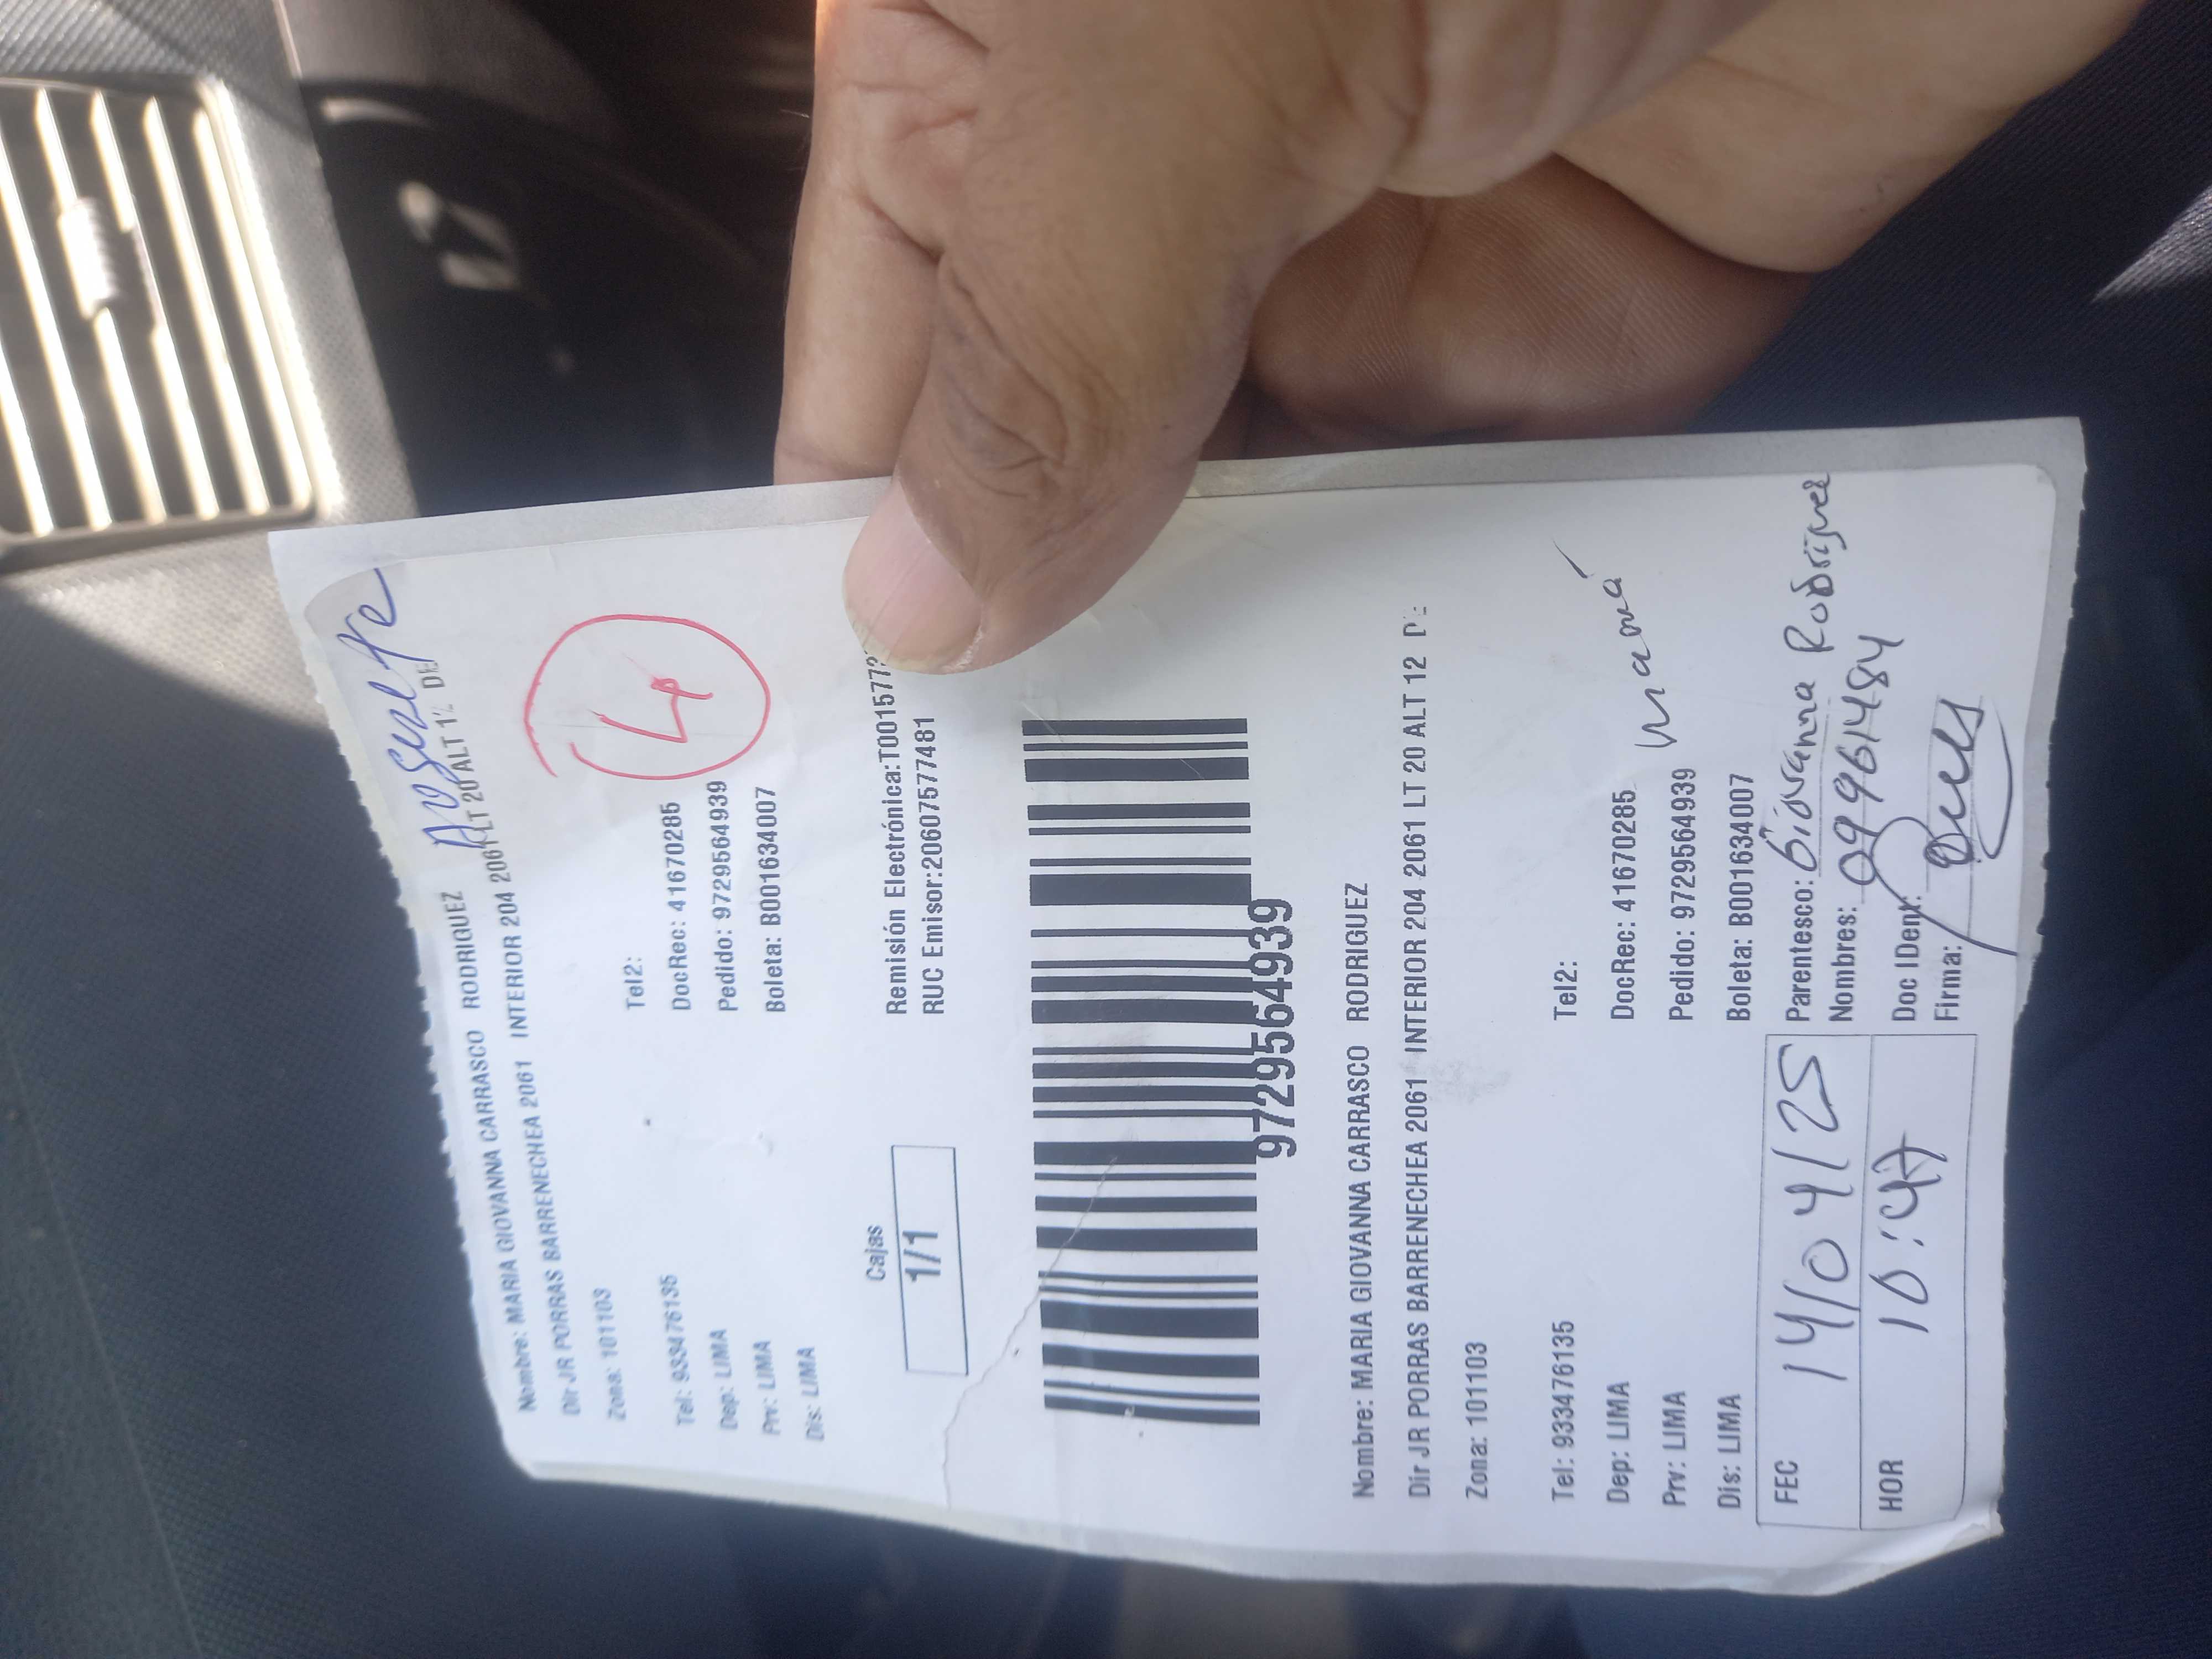 Ausente
Nombre: MARIA GIOVANNA CARRASCO RODRIGUEZ
Dir JR PORRAS BARRENECHEA 2061 INTERIOR 204 2061 LT 20 ALT 12 DE
Zona: 101103
4
Tel: 933476135 Tel2:
Dep: LIMA DocRec: 41670285
Prv: LIMA Pedido: 9729564939
Dis: LIMA Boleta: B001634007
Cajas
1/1
Remisión Electrónica:T0015773
RUC Emisor:20607577481
9729564939
Nombre: MARIA GIOVANNA CARRASCO RODRIGUEZ
Dir JR PORRAS BARRENECHEA 2061 INTERIOR 204 2061 LT 20 ALT 12
Zona: 101103
Tel: 933476135 Tel2:
Dep: LIMA DocRec: 41670285 mamá
Prv: LIMA Pedido: 9729564939
Dis: LIMA Boleta: B001634007
FEC 14/04/25 Parentesco: Giovanna Rodriguez
Nombres: 09961484
HOR 10:47 Doc IDent:
Firma: